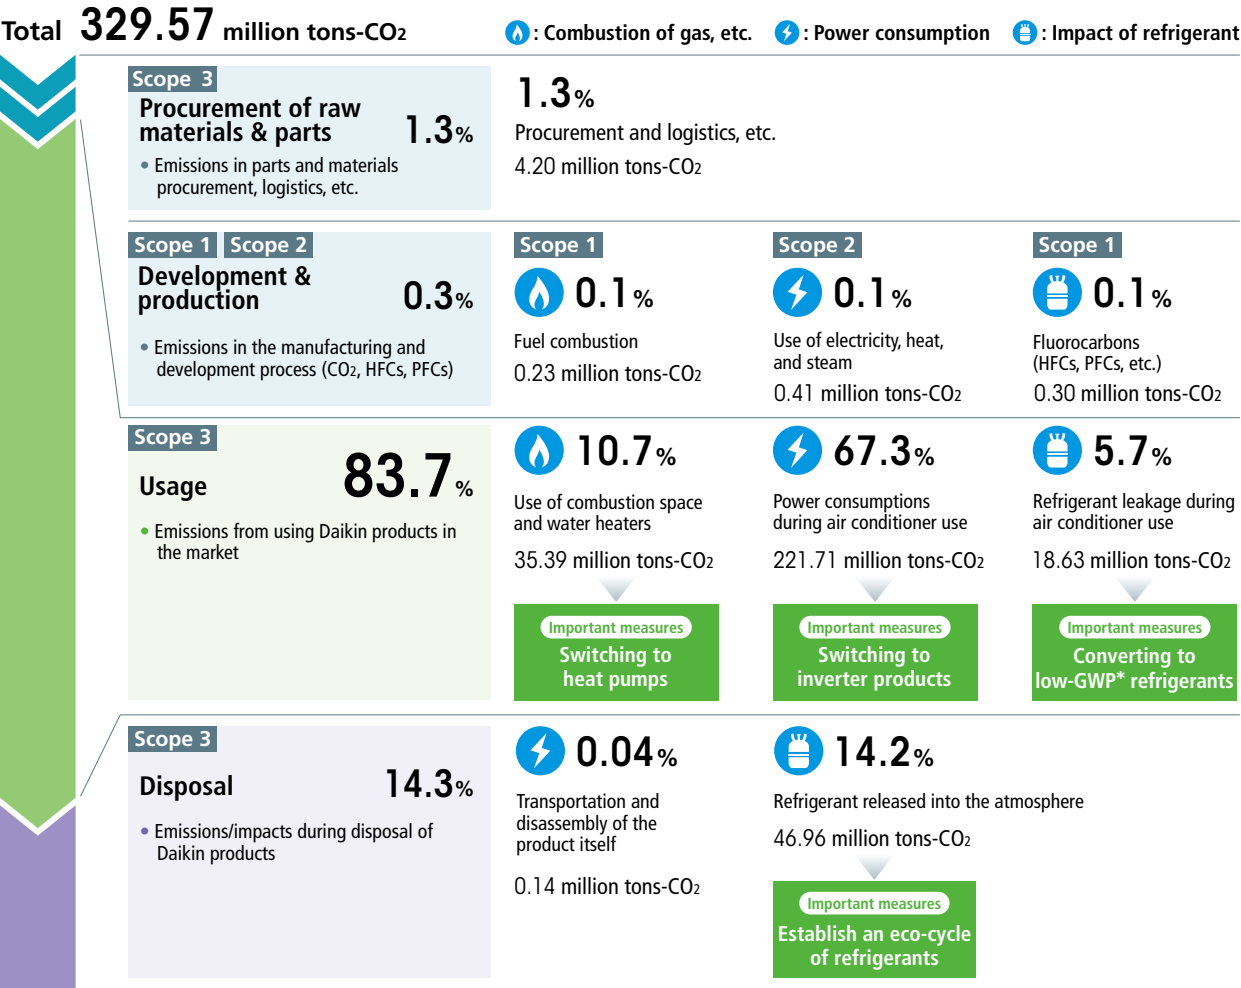 Total 329.57 million tons-CO2
: Combustion of gas, etc.
: Power consumption
: Impact of refrigerant
Scope 3
Procurement of raw
materials & parts
1.3%
• Emissions in parts and materials
procurement, logistics, etc.
1.3%
Procurement and logistics, etc.
4.20 million tons-CO2
Scope 1 Scope 2
Development &
production
0.3%
• Emissions in the manufacturing and
development process (CO2, HFCs, PFCs)
Scope 1
0.1%
Fuel combustion
0.23 million tons-CO2
Scope 2
0.1%
Use of electricity, heat,
and steam
0.41 million tons-CO2
Scope 1
0.1%
Fluorocarbons
(HFCs, PFCs, etc.)
0.30 million tons-CO2
Scope 3
Usage
83.7%
• Emissions from using Daikin products in
the market
10.7%
Use of combustion space
and water heaters
35.39 million tons-CO2
Important measures
Switching to
heat pumps
67.3%
Power consumptions
during air conditioner use
221.71 million tons-CO2
Important measures
Switching to
inverter products
5.7%
Refrigerant leakage during
air conditioner use
18.63 million tons-CO2
Important measures
Converting to
low-GWP* refrigerants
Scope 3
Disposal
14.3%
• Emissions/impacts during disposal of
Daikin products
0.04%
Transportation and
disassembly of the
product itself
0.14 million tons-CO2
14.2%
Refrigerant released into the atmosphere
46.96 million tons-CO2
Important measures
Establish an eco-cycle
of refrigerants